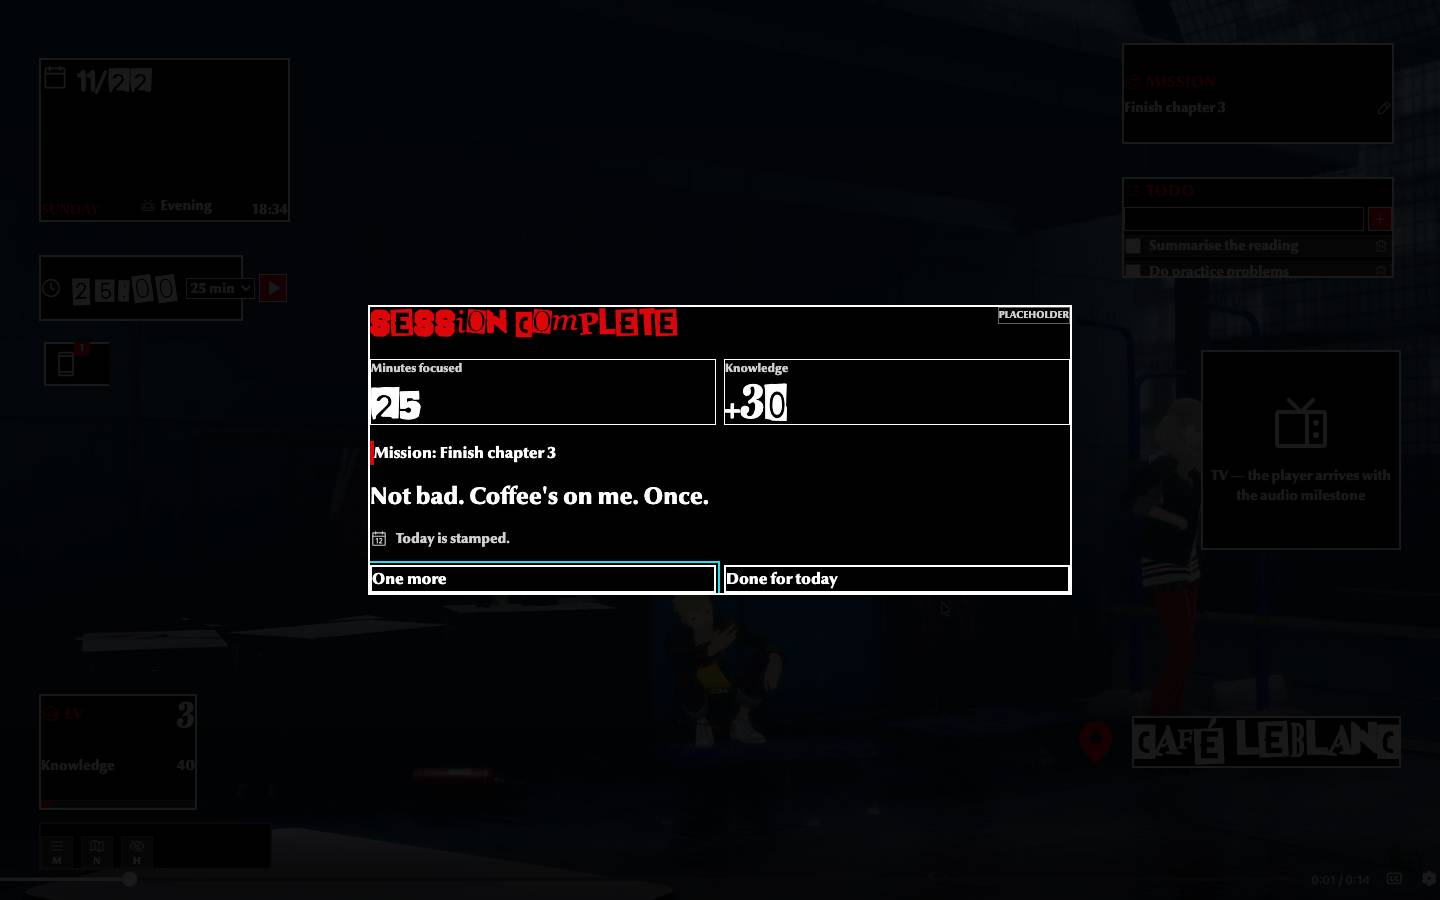 11/22
SUNDAY
Evening
18:34
25:00
25 min
1
MISSION
Finish chapter 3
TODO
+
Summarise the reading
Do practice problems
SESSiON COmPLETE
PLACEHOLDER
Minutes focused
25
Knowledge
+30
Mission: Finish chapter 3
Not bad. Coffee's on me. Once.
12
Today is stamped.
One more
Done for today
TV — the player arrives with
the audio milestone
LV
3
Knowledge
40
CAFÉ LEBLANC
M
N
H
0:01 / 0:14
CC